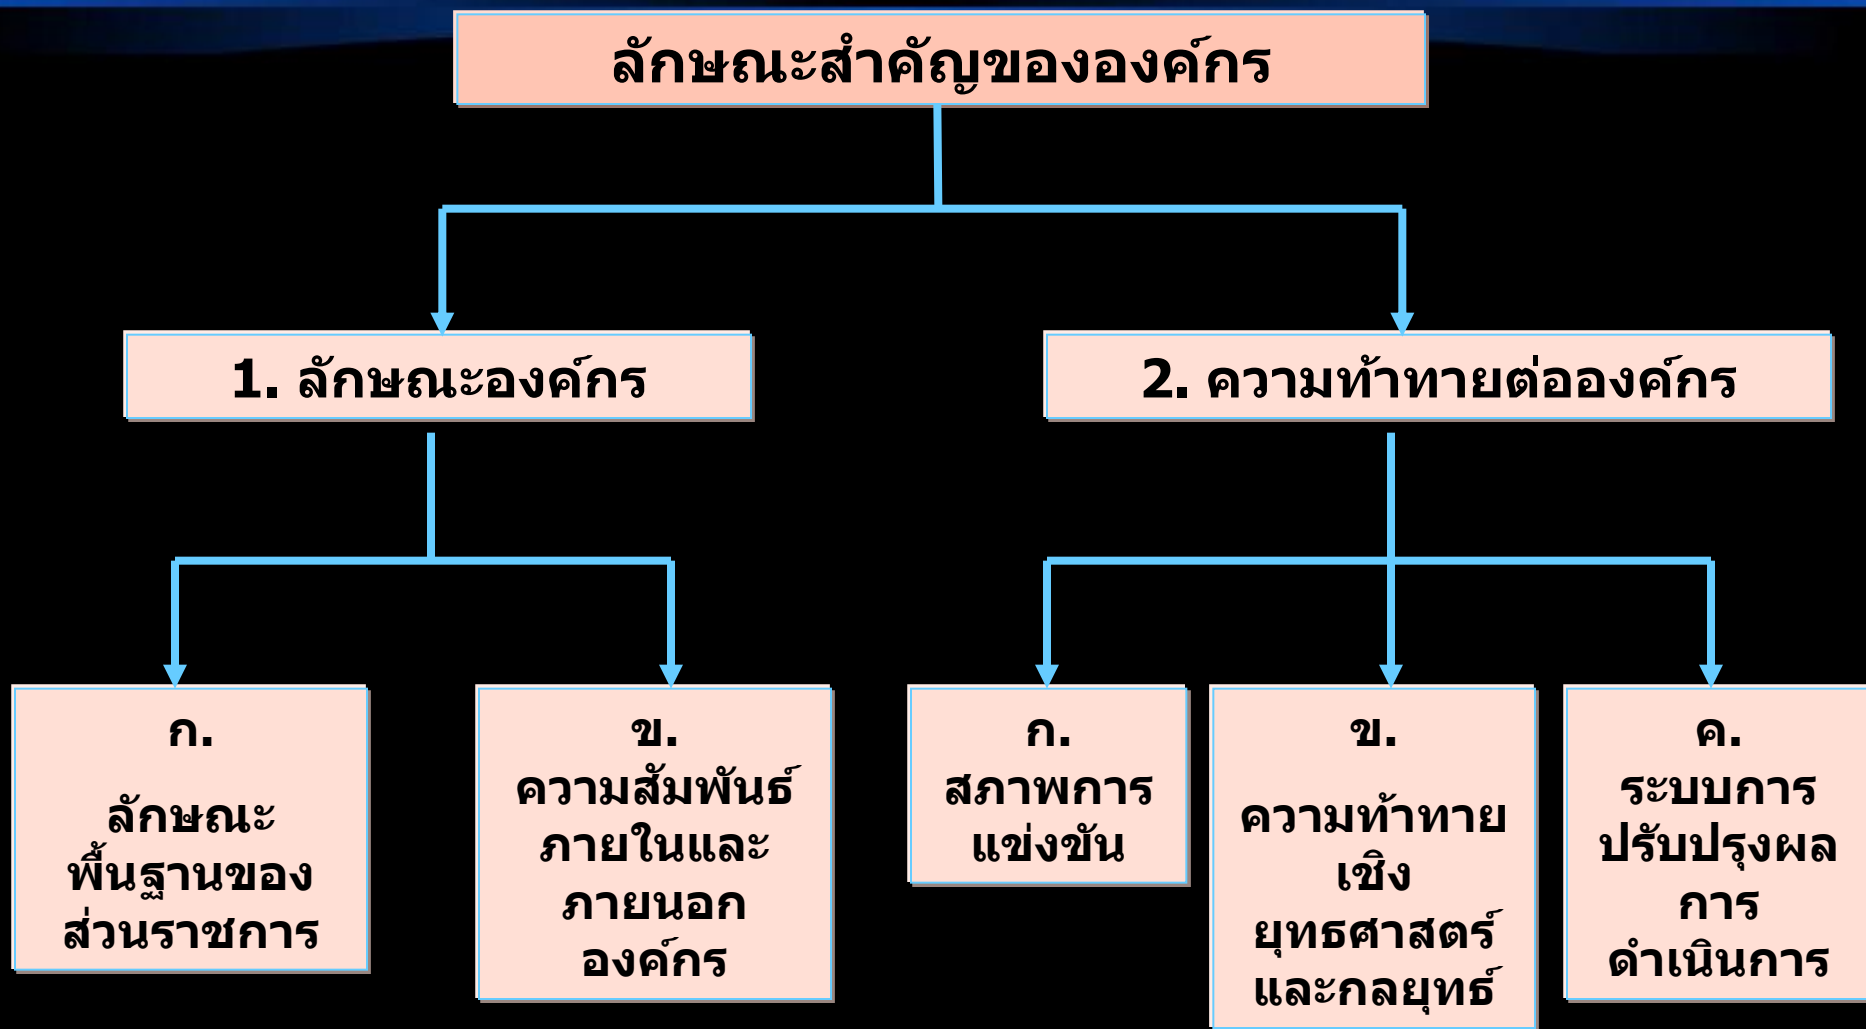 ลักษณะสำคัญขององค์กร
1. ลักษณะองค์กร
2. ความท้าทายต่อองค์กร
ก.
ลักษณะ
พื้นฐานของ
ส่วนราชการ
ข.
ความสัมพันธ์
ภายในและ
ภายนอก
องค์กร
ก.
สภาพการ
แข่งขัน
ข.
ความท้าทาย
เชิง
ยุทธศาสตร์
และกลยุทธ์
ค.
ระบบการ
ปรับปรุงผล
การ
ดำเนินการ